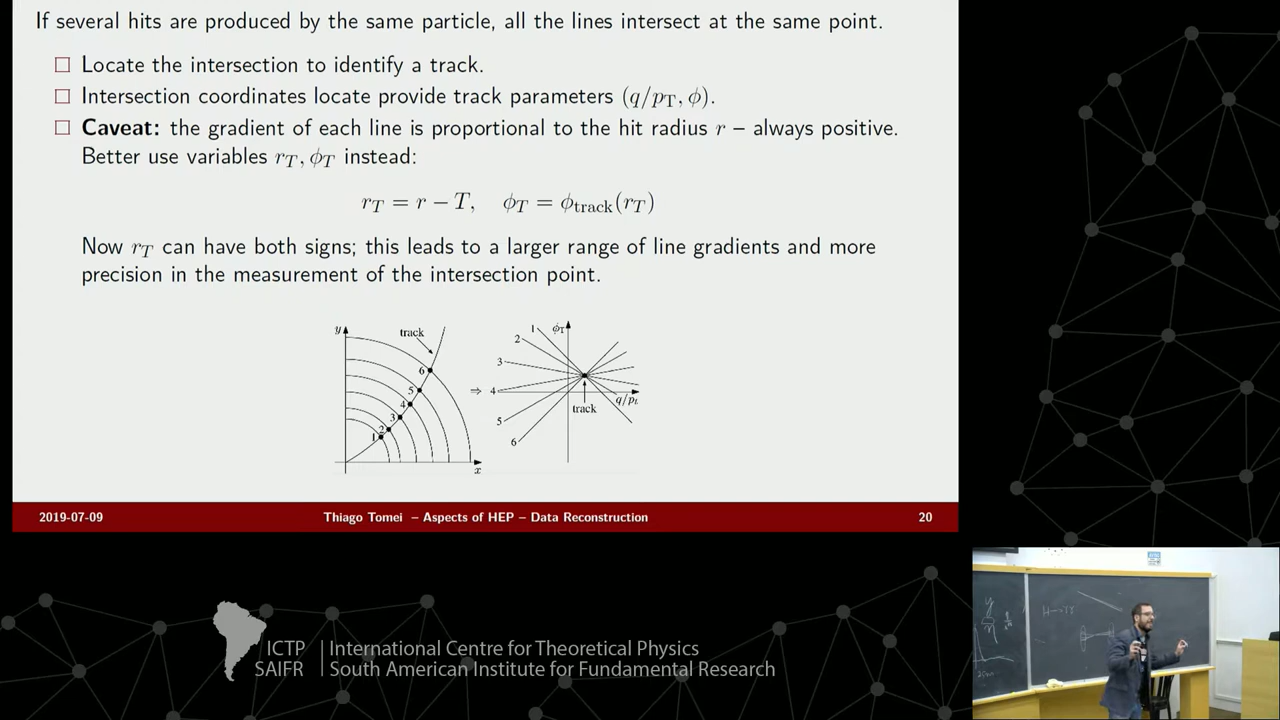 If several hits are produced by the same particle, all the lines intersect at the same point.
Locate the intersection to identify a track.
Intersection coordinates locate provide track parameters (q/p_T, ϕ).
Caveat: the gradient of each line is proportional to the hit radius r – always positive.
Better use variables r_T, ϕ_T instead:
r_T = r − T, ϕ_T = ϕ_track(r_T)
Now r_T can have both signs; this leads to a larger range of line gradients and more
precision in the measurement of the intersection point.
y
track
6
5
4
3
2
1
x
⇒
ϕ_T
1
2
3
4
5
6
q/p_t
track
2019-07-09 Thiago Tomei – Aspects of HEP – Data Reconstruction 20
ICTP International Centre for Theoretical Physics
SAIFR South American Institute for Fundamental Research